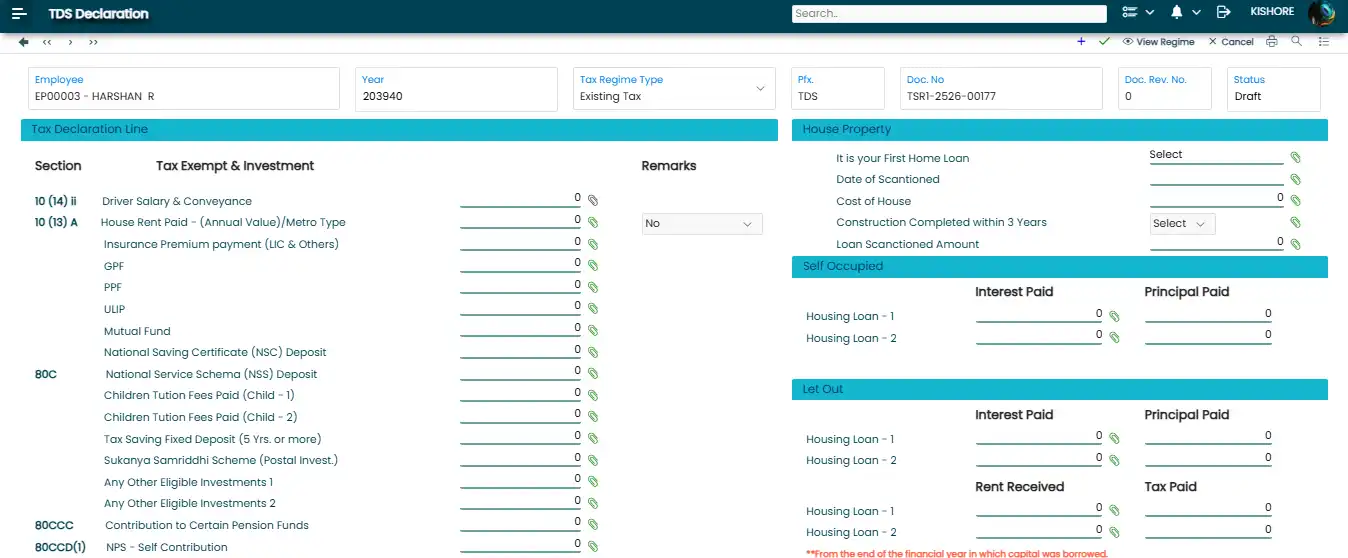 TDS Declaration
Search..
KISHORE
View Regime
Cancel
Employee
EP00003 - HARSHAN R
Year
203940
Tax Regime Type
Existing Tax
Pfx.
TDS
Doc. No
TSR1-2526-00177
Doc. Rev. No.
0
Status
Draft
Tax Declaration Line
Section Tax Exempt & Investment Remarks
10 (14) ii Driver Salary & Conveyance 0
10 (13) A House Rent Paid - (Annual Value)/Metro Type 0 No
Insurance Premium payment (LIC & Others) 0
GPF 0
PPF 0
ULIP 0
Mutual Fund 0
National Saving Certificate (NSC) Deposit 0
80C National Service Schema (NSS) Deposit 0
Children Tution Fees Paid (Child - 1) 0
Children Tution Fees Paid (Child - 2) 0
Tax Saving Fixed Deposit (5 Yrs. or more) 0
Sukanya Samriddhi Scheme (Postal Invest.) 0
Any Other Eligible Investments 1 0
Any Other Eligible Investments 2 0
80CCC Contribution to Certain Pension Funds 0
80CCD(1) NPS - Self Contribution 0
House Property
It is your First Home Loan Select
Date of Scantioned
Cost of House 0
Construction Completed within 3 Years Select
Loan Scanctioned Amount 0
Self Occupied
Interest Paid Principal Paid
Housing Loan - 1 0 0
Housing Loan - 2 0 0
Let Out
Interest Paid Principal Paid
Housing Loan - 1 0 0
Housing Loan - 2 0 0
Rent Received Tax Paid
Housing Loan - 1 0 0
Housing Loan - 2 0 0
**From the end of the financial year in which capital was borrowed.